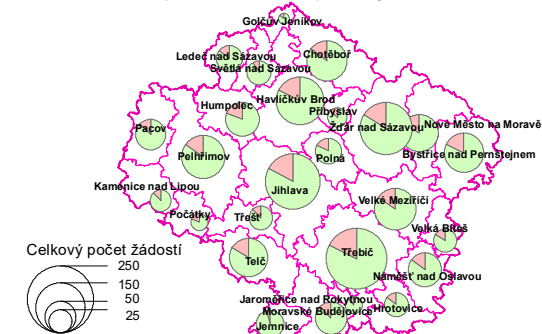 Golčův Jeníkov
Ledeč nad Sázavou
Chotěboř
Světlá nad Sázavou
Havlíčkův Brod
Humpolec
Přibyslav
Pacov
Žďár nad Sázavou
Nové Město na Moravě
Pelhřimov
Polná
Bystřice nad Pernštejnem
Kamenice nad Lipou
Jihlava
Velké Meziříčí
Počátky
Třešť
Velká Bíteš
Telč
Třebíč
Náměšť nad Oslavou
Jaroměřice nad Rokytnou
Moravské Budějovice
Hrotovice
Jemnice
Celkový počet žádostí
250
150
50
25